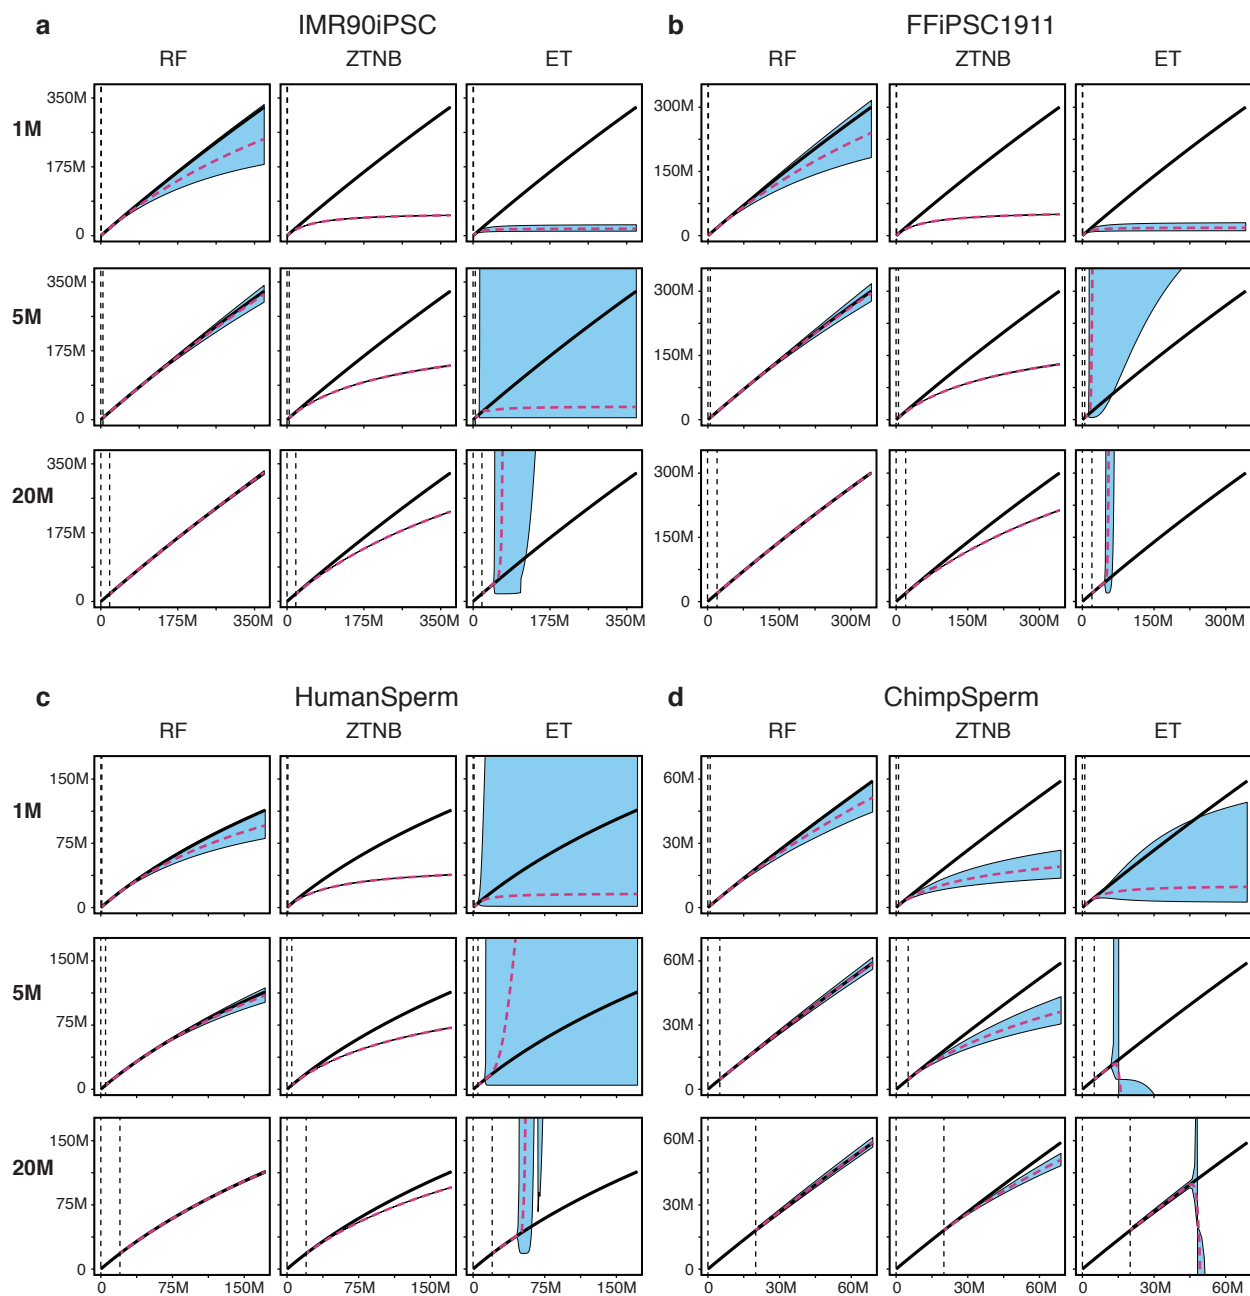 a IMR90iPSC b FFiPSC1911
RF ZTNB ET RF ZTNB ET
350M 300M
1M
175M 150M
0 0
350M 300M
5M
175M 150M
0 0
350M 300M
20M
175M 150M
0 0
0 175M 350M 175M 350M 0 175M 350M 0 150M 300M 0 150M 300M 0 150M 300M
c HumanSperm d ChimpSperm
RF ZTNB ET RF ZTNB ET
150M 60M
1M
75M 30M
0 0
150M 60M
5M
75M 30M
0 0
150M 60M
20M
75M 30M
0 0
0 75M 150M 0 75M 150M 0 75M 150M 0 30M 60M 0 30M 60M 0 30M 60M